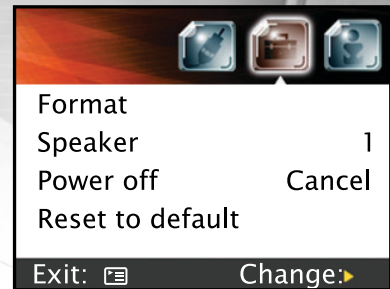 Format
Speaker 1
Power off Cancel
Reset to default
Exit: Change: